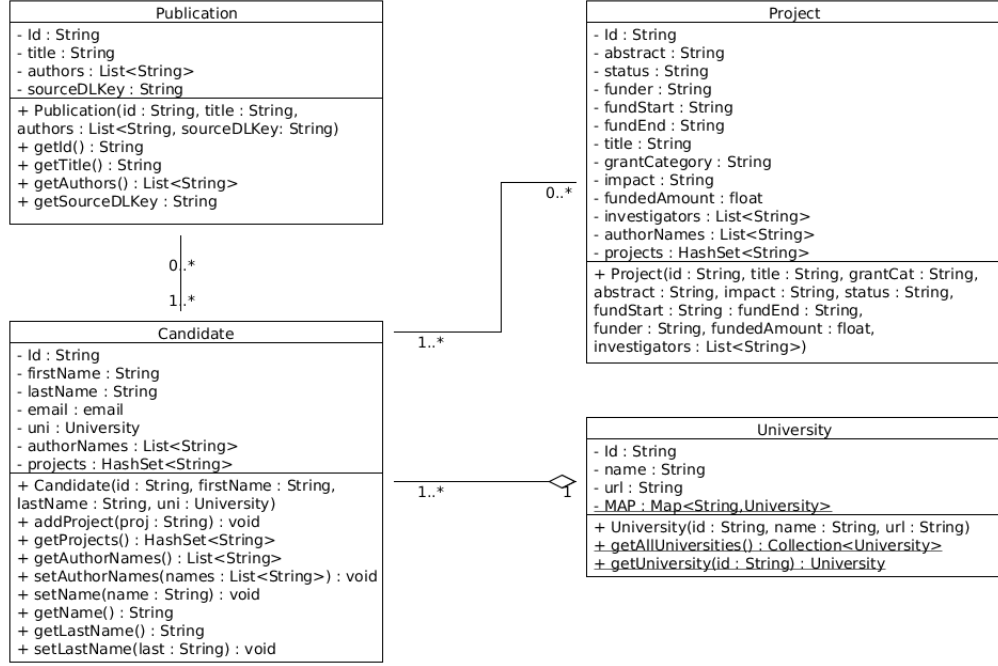 Publication
- Id : String
- title : String
- authors : List<String>
- sourceDLKey : String
+ Publication(id : String, title : String,
authors : List<String, sourceDLKey: String)
+ getId() : String
+ getTitle() : String
+ getAuthors() : List<String>
+ getSourceDLKey : String
0..*
1..*
Candidate
- Id : String
- firstName : String
- lastName : String
- email : email
- uni : University
- authorNames : List<String>
- projects : HashSet<String>
+ Candidate(id : String, firstName : String,
lastName : String, uni : University)
+ addProject(proj : String) : void
+ getProjects() : HashSet<String>
+ getAuthorNames() : List<String>
+ setAuthorNames(names : List<String>) : void
+ setName(name : String) : void
+ getName() : String
+ getLastName() : String
+ setLastName(last : String) : void
0..*
1..*
1..*
1
Project
- Id : String
- abstract : String
- status : String
- funder : String
- fundStart : String
- fundEnd : String
- title : String
- grantCategory : String
- impact : String
- fundedAmount : float
- investigators : List<String>
- authorNames : List<String>
- projects : HashSet<String>
+ Project(id : String, title : String, grantCat : String,
abstract : String, impact : String, status : String,
fundStart : String : fundEnd : String,
funder : String, fundedAmount : float,
investigators : List<String>)
University
- Id : String
- name : String
- url : String
- MAP : Map<String,University>
+ University(id : String, name : String, url : String)
+ getAllUniversities() : Collection<University>
+ getUniversity(id : String) : University